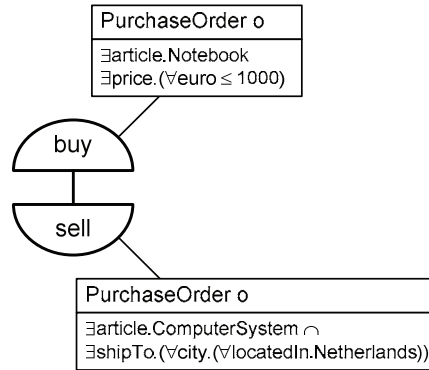 PurchaseOrder o
∃article.Notebook
∃price.(∀euro ≤ 1000)
buy
sell
PurchaseOrder o
∃article.ComputerSystem ∩
∃shipTo.(∀city.(∀locatedIn.Netherlands))